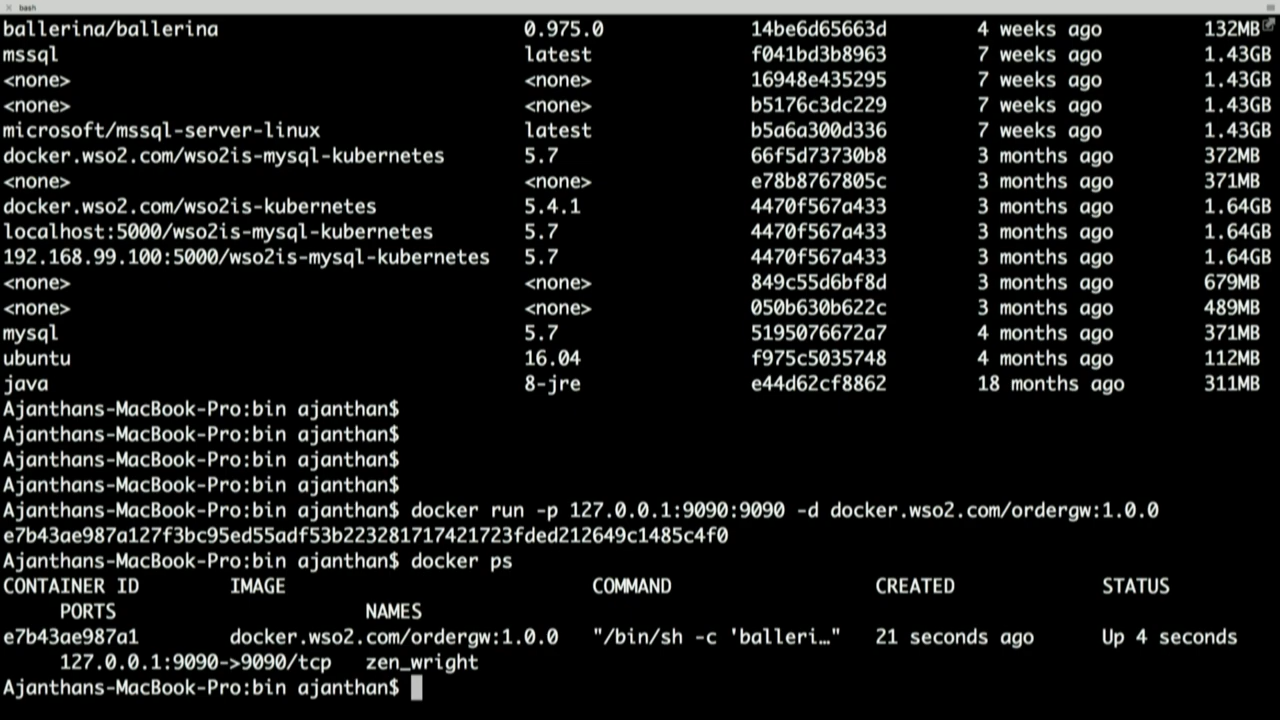 bash
ballerina/ballerina 0.975.0 14be6d65663d 4 weeks ago 132MB
mssql latest f041bd3b8963 7 weeks ago 1.43GB
<none> <none> 16948e435295 7 weeks ago 1.43GB
<none> <none> b5176c3dc229 7 weeks ago 1.43GB
microsoft/mssql-server-linux latest b5a6a300d336 7 weeks ago 1.43GB
docker.wso2.com/wso2is-mysql-kubernetes 5.7 66f5d73730b8 3 months ago 372MB
<none> <none> e78b8767805c 3 months ago 371MB
docker.wso2.com/wso2is-kubernetes 5.4.1 4470f567a433 3 months ago 1.64GB
localhost:5000/wso2is-mysql-kubernetes 5.7 4470f567a433 3 months ago 1.64GB
192.168.99.100:5000/wso2is-mysql-kubernetes 5.7 4470f567a433 3 months ago 1.64GB
<none> <none> 849c55d6bf8d 3 months ago 679MB
<none> <none> 050b630b622c 3 months ago 489MB
mysql 5.7 5195076672a7 4 months ago 371MB
ubuntu 16.04 f975c5035748 4 months ago 112MB
java 8-jre e44d62cf8862 18 months ago 311MB
Ajanthans-MacBook-Pro:bin ajanthan$
Ajanthans-MacBook-Pro:bin ajanthan$
Ajanthans-MacBook-Pro:bin ajanthan$
Ajanthans-MacBook-Pro:bin ajanthan$
Ajanthans-MacBook-Pro:bin ajanthan$ docker run -p 127.0.0.1:9090:9090 -d docker.wso2.com/ordergw:1.0.0
e7b43ae987a127f3bc95ed55adf53b223281717421723fded212649c1485c4f0
Ajanthans-MacBook-Pro:bin ajanthan$ docker ps
CONTAINER ID IMAGE COMMAND CREATED STATUS
PORTS NAMES
e7b43ae987a1 docker.wso2.com/ordergw:1.0.0 "/bin/sh -c 'balleri…" 21 seconds ago Up 4 seconds
127.0.0.1:9090->9090/tcp zen_wright
Ajanthans-MacBook-Pro:bin ajanthan$